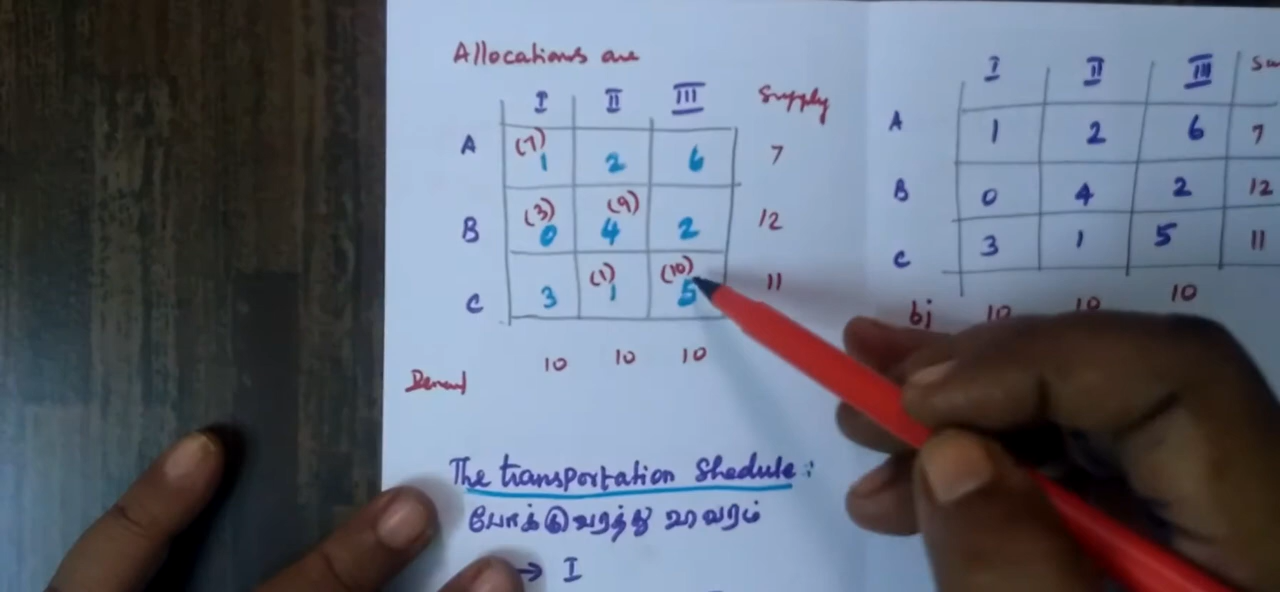 Allocations are
I II III Supply
A (7) 1 2 6 7
B (3) 0 (9) 4 2 12
C 3 (1) 1 (10) 5 11
Demand 10 10 10
The transportation Shedule :
போக்குவரத்து விவரம்
→ I
I II III
A 1 2 6 7
B 0 4 2 12
C 3 1 5 11
bj 10 10 10